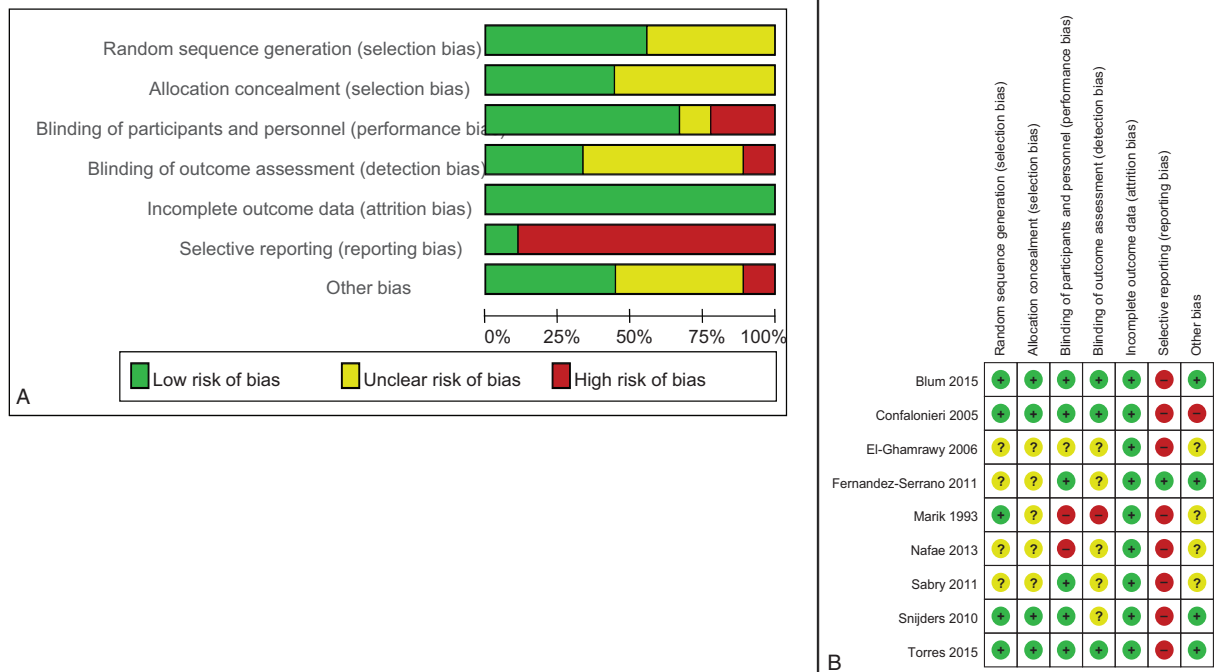 Random sequence generation (selection bias)
Allocation concealment (selection bias)
Blinding of participants and personnel (performance bia
Blinding of outcome assessment (detection bias)
Incomplete outcome data (attrition bias)
Selective reporting (reporting bias)
Other bias
0% 25% 50% 75% 100%
Low risk of bias Unclear risk of bias High risk of bias
A
Random sequence generation (selection bias)
Allocation concealment (selection bias)
Blinding of participants and personnel (performance bias)
Blinding of outcome assessment (detection bias)
Incomplete outcome data (attrition bias)
Selective reporting (reporting bias)
Other bias
Blum 2015 + + + + + – +
Confalonieri 2005 + + + + + – –
El-Ghamrawy 2006 ? ? ? ? + – ?
Fernandez-Serrano 2011 ? ? + ? + + +
Marik 1993 + ? – – + – ?
Nafae 2013 ? ? – ? + – ?
Sabry 2011 ? ? + ? + – ?
Snijders 2010 + + + ? + – +
Torres 2015 + + + + + – +
B